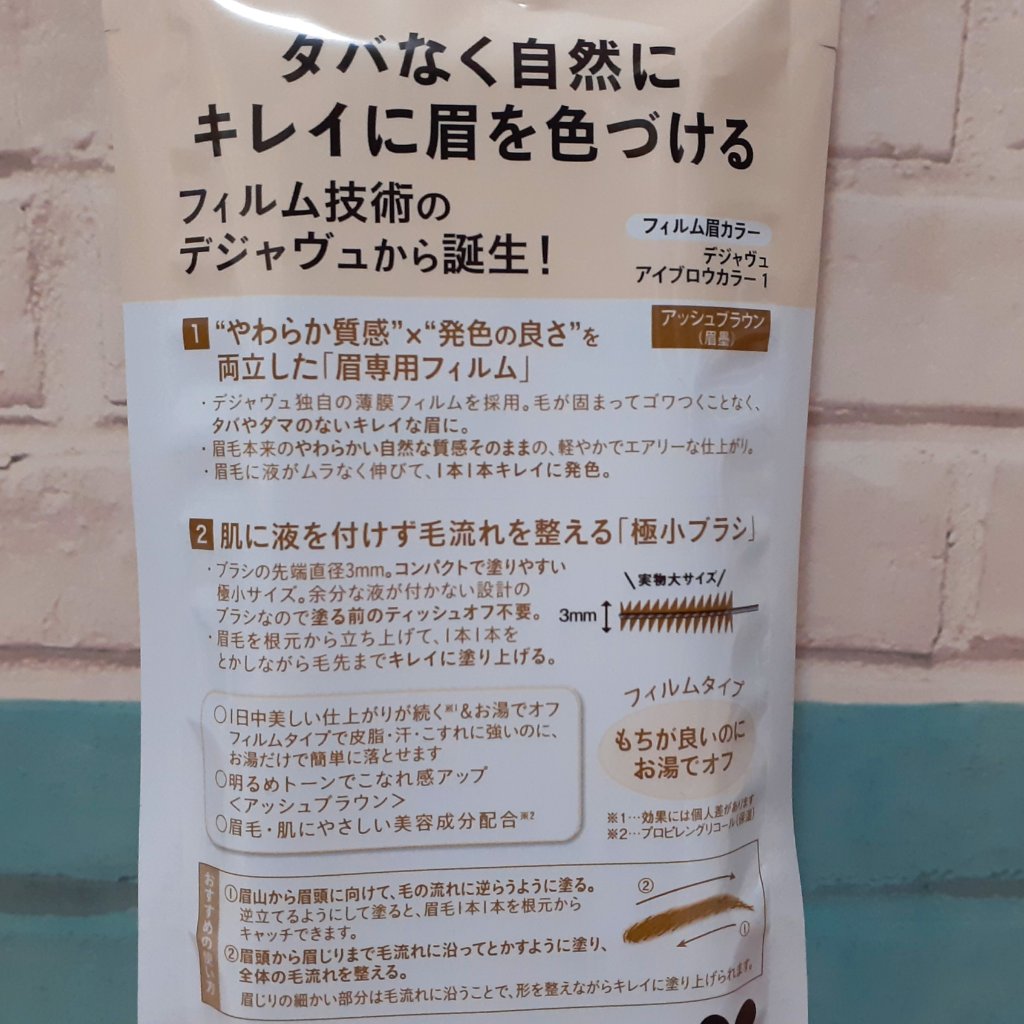 タバなく自然に
キレイに眉を色づける
フィルム技術の
デジャヴュから誕生!
フィルム眉カラー
デジャヴュ
アイブロウカラー1
アッシュブラウン
(眉墨)
1 “やわらか質感”×“発色の良さ”を
両立した「眉専用フィルム」
・デジャヴュ独自の薄膜フィルムを採用。毛が固まってゴワつくことなく、
タバやダマのないキレイな眉に。
・眉毛本来のやわらかい自然な質感そのままの、軽やかでエアリーな仕上がり。
・眉毛に液がムラなく伸びて、1本1本キレイに発色。
2 肌に液を付けず毛流れを整える「極小ブラシ」
・ブラシの先端直径3mm。コンパクトで塗りやすい
極小サイズ。余分な液が付かない設計の
ブラシなので塗る前のティッシュオフ不要。
・眉毛を根元から立ち上げて、1本1本を
とかしながら毛先までキレイに塗り上げる。
\実物大サイズ/
3mm
○1日中美しい仕上がりが続く※1&お湯でオフ
フィルムタイプで皮脂・汗・こすれに強いのに、
お湯だけで簡単に落とせます
○明るめトーンでこなれ感アップ
<アッシュブラウン>
○眉毛・肌にやさしい美容成分配合※2
フィルムタイプ
もちが良いのに
お湯でオフ
※1…効果には個人差があります
※2…プロピレングリコール(保湿)
おすすめの使い方
①眉山から眉頭に向けて、毛の流れに逆らうように塗る。
逆立てるようにして塗ると、眉毛1本1本を根元から
キャッチできます。
②眉頭から眉じりまで毛流れに沿ってとかすように塗り、
全体の毛流れを整える。
眉じりの細かい部分は毛流れに沿うことで、形を整えながらキレイに塗り上げられます。
②
①